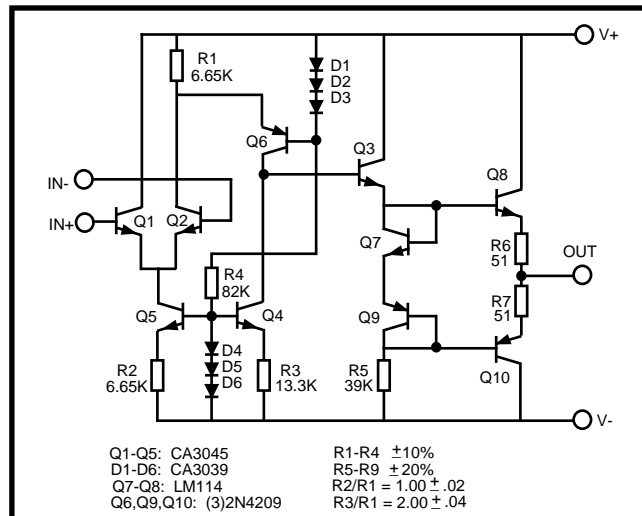 V+
R1
6.65K
D1
D2
D3
Q6
Q3
IN-
Q8
IN+
Q1
Q2
Q7
R6
51
OUT
R4
82K
R7
51
Q5
Q4
Q9
D4
D5
D6
R2
6.65K
R3
13.3K
R5
39K
Q10
V-
Q1-Q5: CA3045
D1-D6: CA3039
Q7-Q8: LM114
Q6,Q9,Q10: (3)2N4209
R1-R4 ±10%
R5-R9 ±20%
R2/R1 = 1.00 ± .02
R3/R1 = 2.00 ± .04